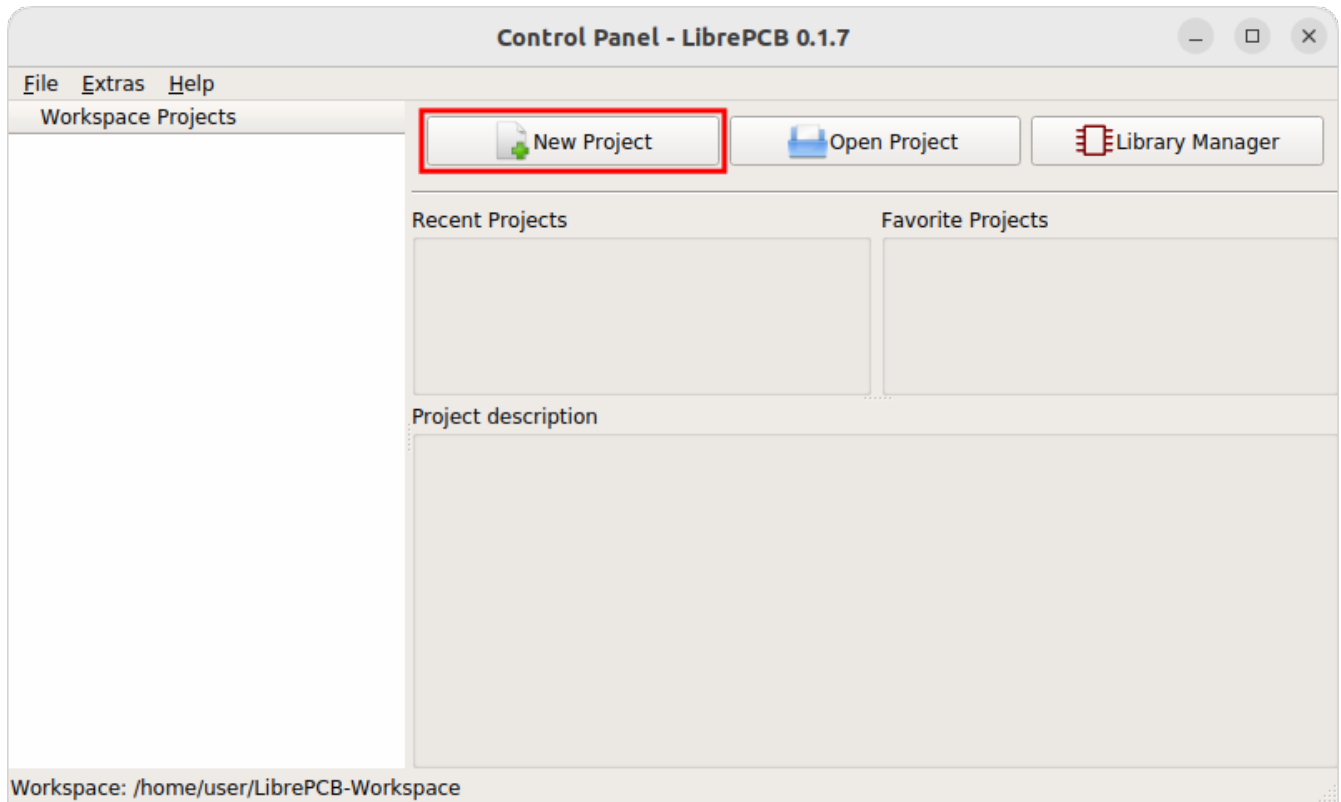 Control Panel - LibrePCB 0.1.7
File Extras Help
Workspace Projects
New Project
Open Project
Library Manager
Recent Projects
Favorite Projects
Project description
Workspace: /home/user/LibrePCB-Workspace